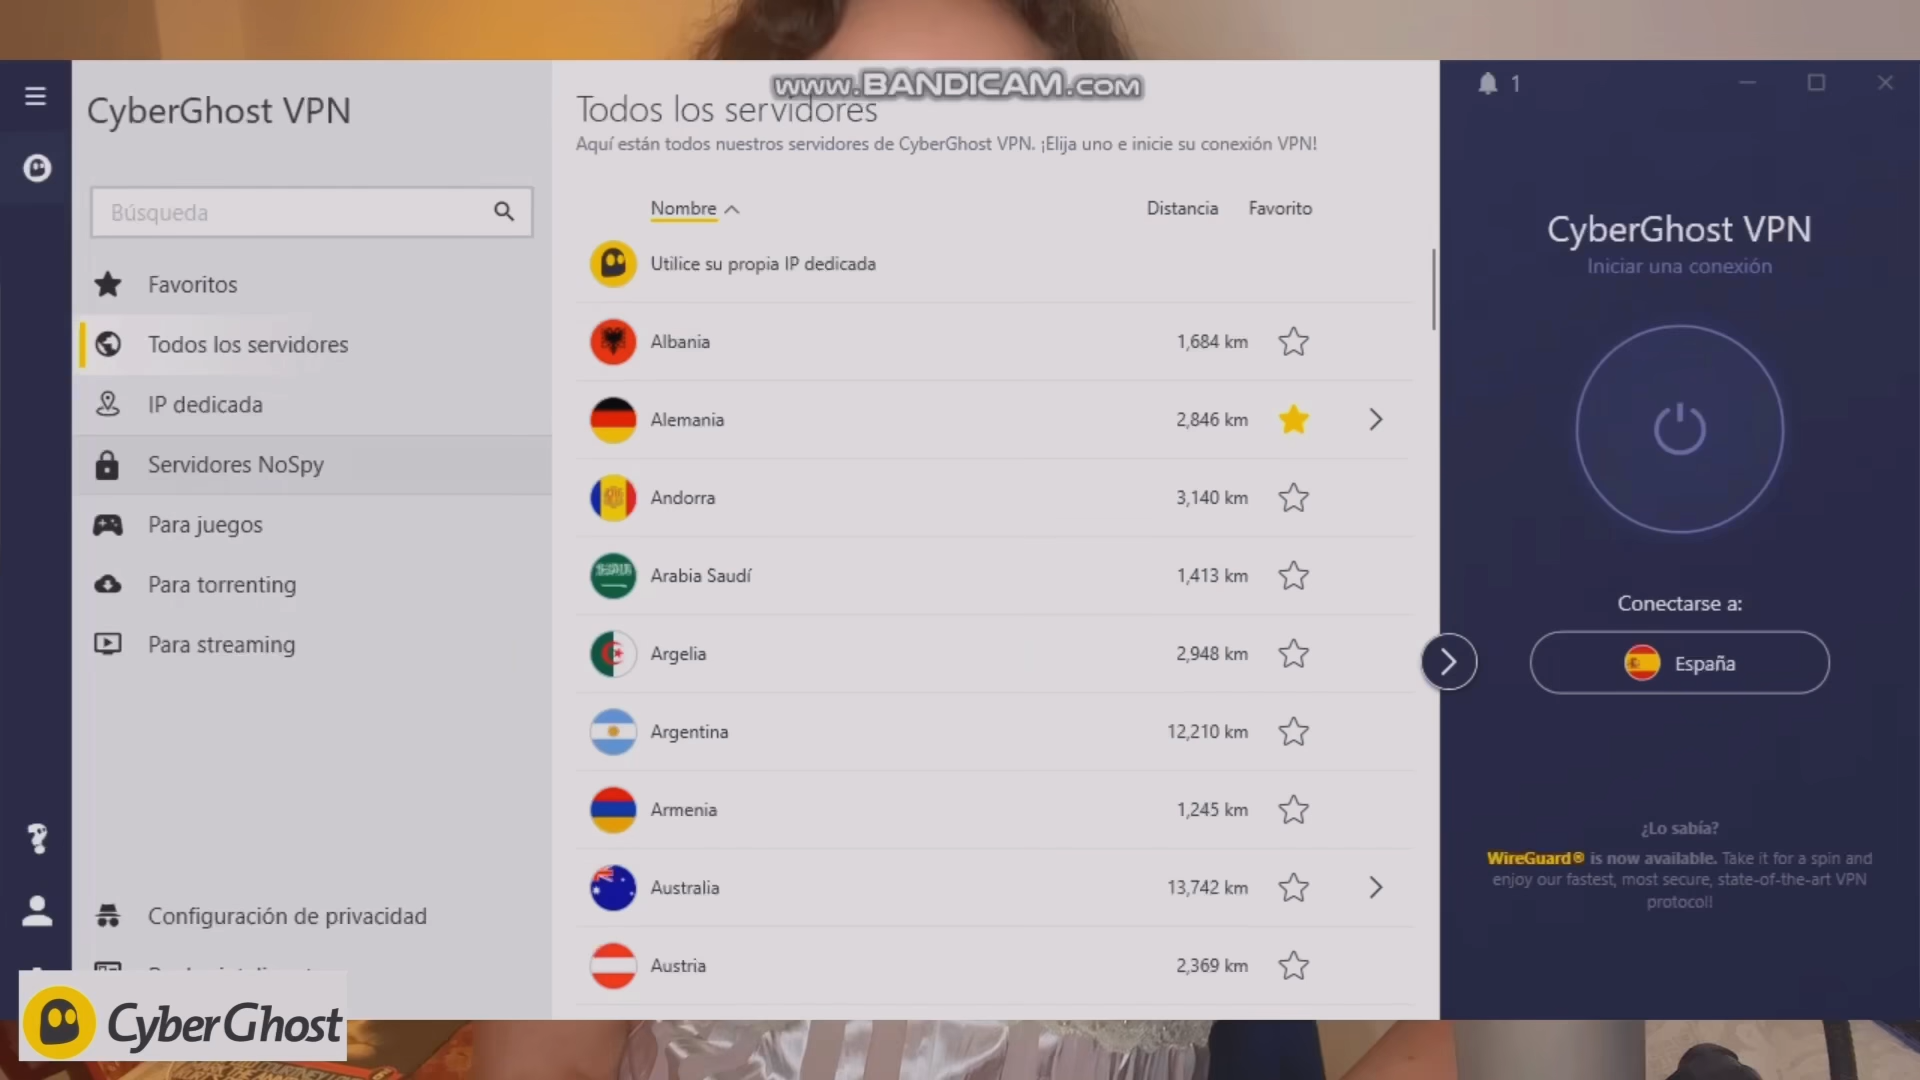 www.BANDICAM.com
CyberGhost VPN
Búsqueda
Favoritos
Todos los servidores
IP dedicada
Servidores NoSpy
Para juegos
Para torrenting
Para streaming
Configuración de privacidad
CyberGhost
Todos los servidores
Aquí están todos nuestros servidores de CyberGhost VPN. ¡Elija uno e inicie su conexión VPN!
Nombre Distancia Favorito
Utilice su propia IP dedicada
Albania 1,684 km
Alemania 2,846 km
Andorra 3,140 km
Arabia Saudí 1,413 km
Argelia 2,948 km
Argentina 12,210 km
Armenia 1,245 km
Australia 13,742 km
Austria 2,369 km
1
CyberGhost VPN
Iniciar una conexión
Conectarse a:
España
¿Lo sabía?
WireGuard® is now available. Take it for a spin and
enjoy our fastest, most secure, state-of-the-art VPN
protocol!